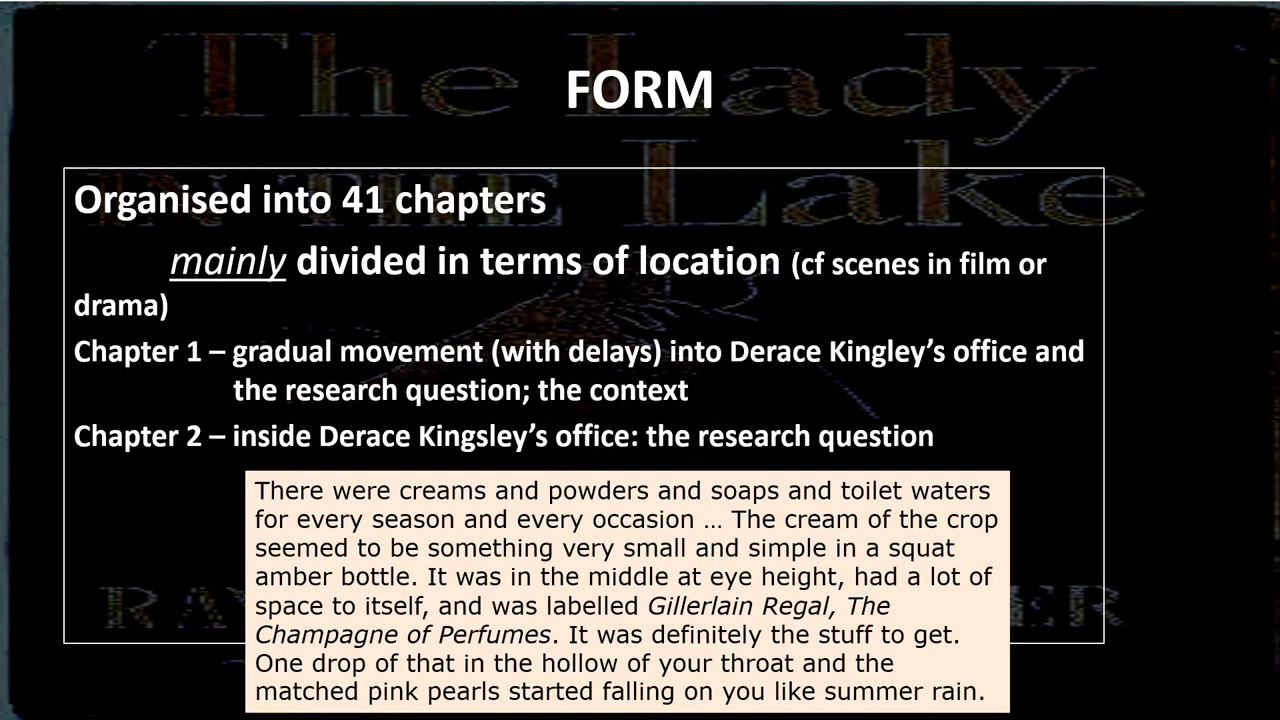 The Lady
FORM
IN THE Lake
Organised into 41 chapters
mainly divided in terms of location (cf scenes in film or
drama)
Chapter 1 – gradual movement (with delays) into Derace Kingley’s office and
the research question; the context
Chapter 2 – inside Derace Kingsley’s office: the research question
There were creams and powders and soaps and toilet waters
for every season and every occasion … The cream of the crop
seemed to be something very small and simple in a squat
amber bottle. It was in the middle at eye height, had a lot of
space to itself, and was labelled Gillerlain Regal, The
Champagne of Perfumes. It was definitely the stuff to get.
One drop of that in the hollow of your throat and the
matched pink pearls started falling on you like summer rain.